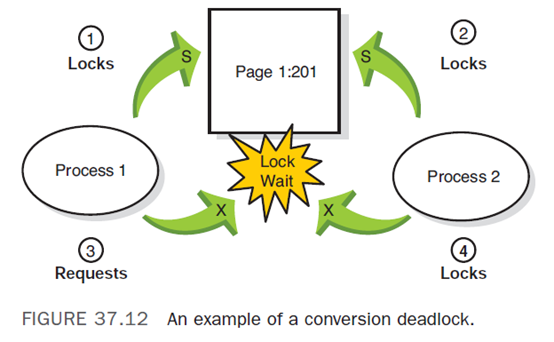 1
Locks
S
Page 1:201
S
2
Locks
Process 1
Lock
Wait
Process 2
X
X
3
Requests
4
Locks
FIGURE 37.12 An example of a conversion deadlock.